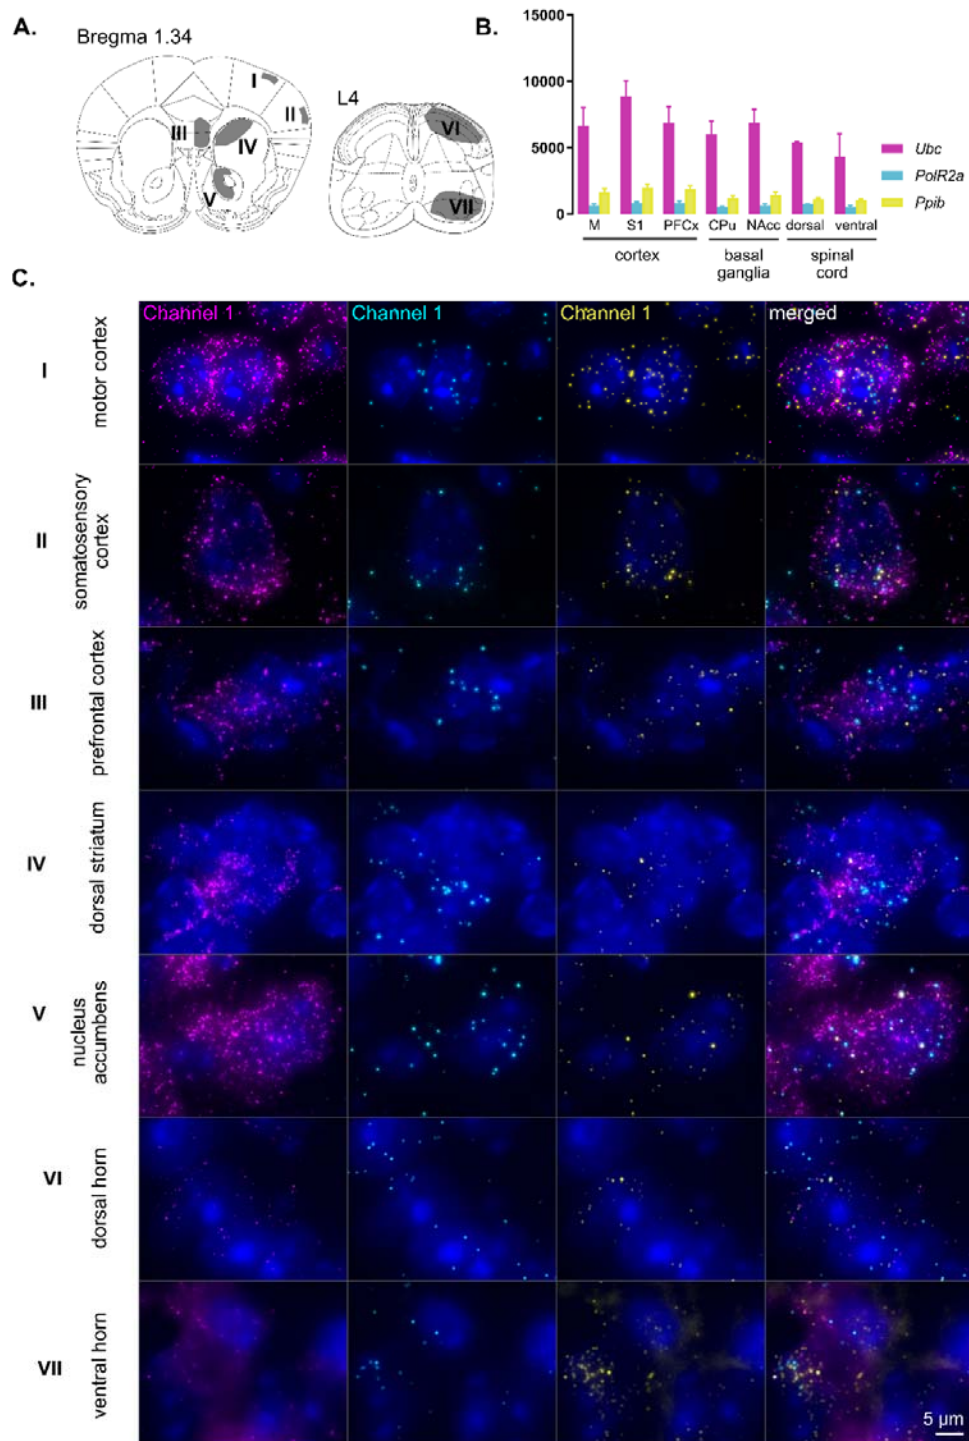 A.
Bregma 1.34
I
II
III
IV
V
L4
VI
VII
B.
15000
10000
5000
0
Ubc
PolR2a
Ppib
M S1 PFCx CPu NAcc dorsal ventral
cortex
basal
ganglia
spinal
cord
C.
Channel 1 Channel 1 Channel 1 merged
I
motor cortex
II
somatosensory
cortex
III
prefrontal cortex
IV
dorsal striatum
V
nucleus
accumbens
VI
dorsal horn
VII
ventral horn
5 µm